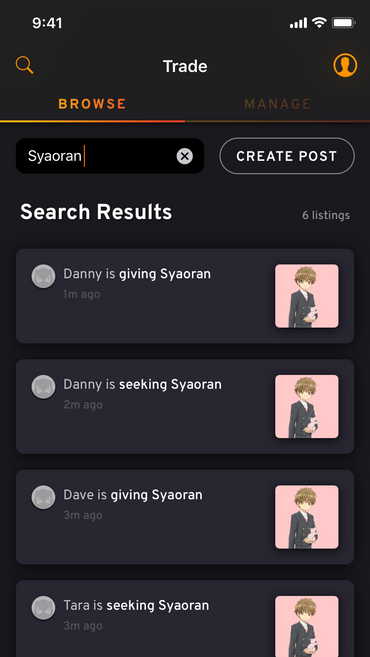 9:41
Trade
BROWSE
MANAGE
Syaoran
CREATE POST
Search Results
6 listings
Danny is giving Syaoran
1m ago
Danny is seeking Syaoran
2m ago
Dave is giving Syaoran
3m ago
Tara is seeking Syaoran
3m ago